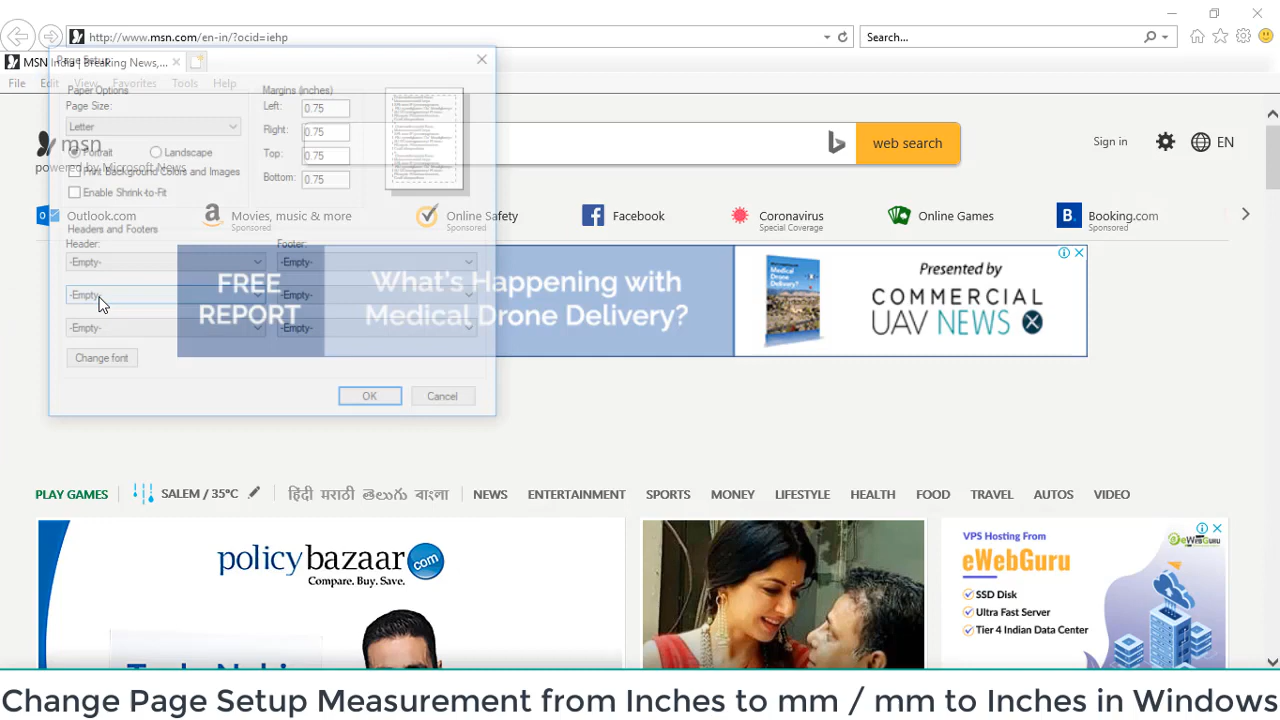 http://www.msn.com/en-in/?ocid=iehp
Search...
MSN India | Breaking News,...
File Edit View Favorites Tools Help
Page Setup
Paper Options
Page Size:
Letter
Portrait
Landscape
Print Background Colors and Images
Enable Shrink-to-Fit
Margins (inches)
Left: 0.75
Right: 0.75
Top: 0.75
Bottom: 0.75
Headers and Footers
Header:
Footer:
-Empty- -Empty-
-Empty- -Empty-
-Empty- -Empty-
Change font
OK
Cancel
msn
powered by Microsoft News
web search
Sign in
EN
Outlook.com
Movies, music & more
Sponsored
Online Safety
Sponsored
Facebook
Coronavirus
Special Coverage
Online Games
B.
Booking.com
Sponsored
FREE
REPORT
What's Happening with
Medical Drone Delivery?
Presented by
COMMERCIAL
UAV NEWS
PLAY GAMES
SALEM / 35°C
हिंदी मराठी తెలుగు বাংলা
NEWS ENTERTAINMENT SPORTS MONEY LIFESTYLE HEALTH FOOD TRAVEL AUTOS VIDEO
policybazaar.com
Compare. Buy. Save.
VPS Hosting From
eWebGuru
SSD Disk
Ultra Fast Server
Tier 4 Indian Data Center
eWebGuru
Change Page Setup Measurement from Inches to mm / mm to Inches in Windows